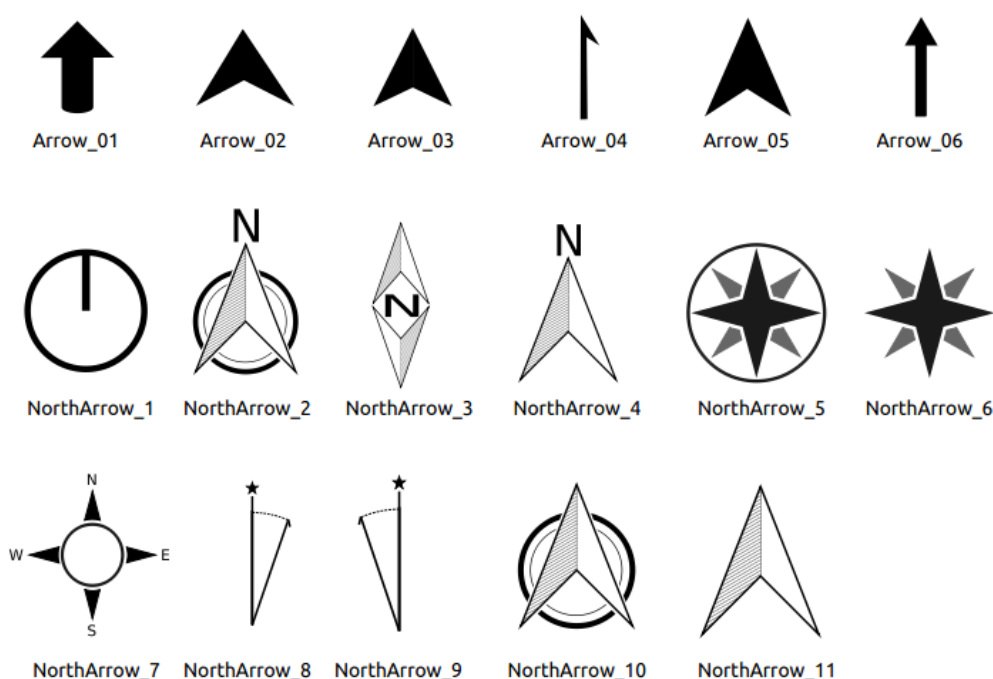 Arrow_01 Arrow_02 Arrow_03 Arrow_04 Arrow_05 Arrow_06
N N
N
NorthArrow_1 NorthArrow_2 NorthArrow_3 NorthArrow_4 NorthArrow_5 NorthArrow_6
N
W E
S
NorthArrow_7 NorthArrow_8 NorthArrow_9 NorthArrow_10 NorthArrow_11